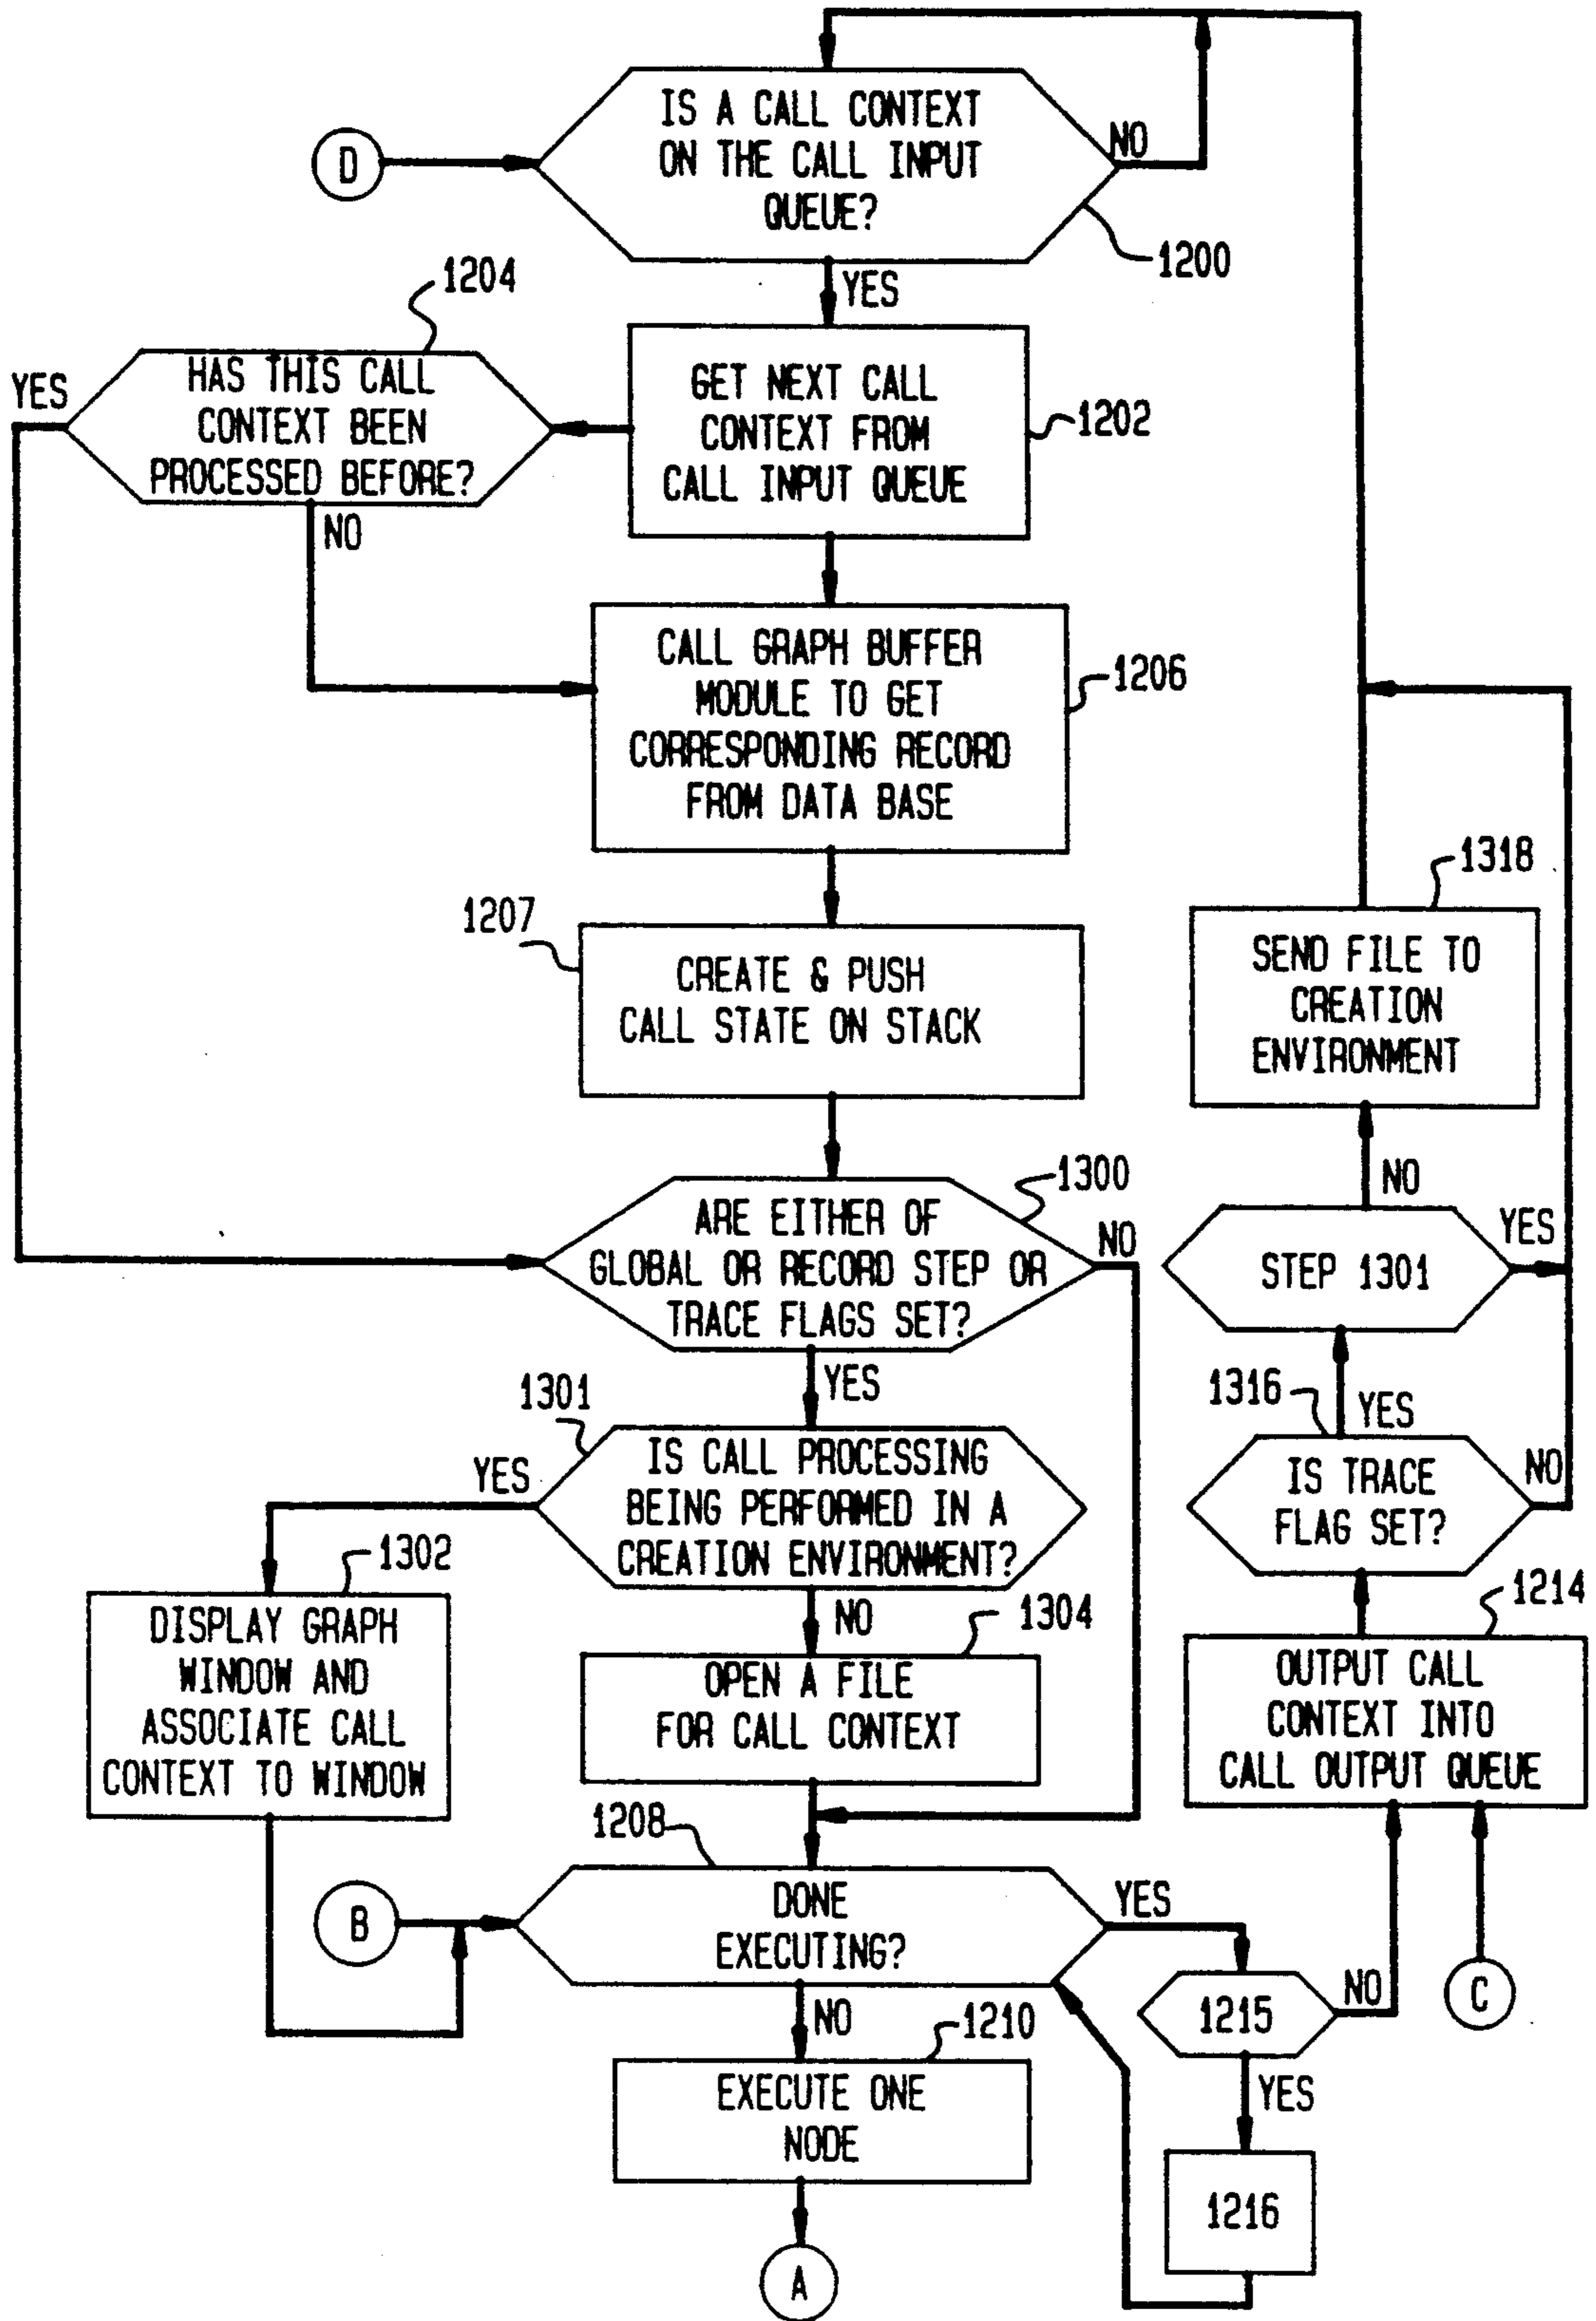 D
IS A CALL CONTEXT
ON THE CALL INPUT
QUEUE?
NO
1200
YES
1204
HAS THIS CALL
CONTEXT BEEN
PROCESSED BEFORE?
YES
NO
GET NEXT CALL
CONTEXT FROM
CALL INPUT QUEUE
1202
CALL GRAPH BUFFER
MODULE TO GET
CORRESPONDING RECORD
FROM DATA BASE
1206
1207
CREATE & PUSH
CALL STATE ON STACK
1318
SEND FILE TO
CREATION
ENVIRONMENT
NO
1300
ARE EITHER OF
GLOBAL OR RECORD STEP OR
TRACE FLAGS SET?
NO
YES
STEP 1301
YES
1301
IS CALL PROCESSING
BEING PERFORMED IN A
CREATION ENVIRONMENT?
YES
NO
1316
YES
IS TRACE
FLAG SET?
NO
1302
DISPLAY GRAPH
WINDOW AND
ASSOCIATE CALL
CONTEXT TO WINDOW
1304
OPEN A FILE
FOR CALL CONTEXT
1214
OUTPUT CALL
CONTEXT INTO
CALL OUTPUT QUEUE
1208
B
DONE
EXECUTING?
YES
NO
1215
NO
C
YES
1210
EXECUTE ONE
NODE
1216
A